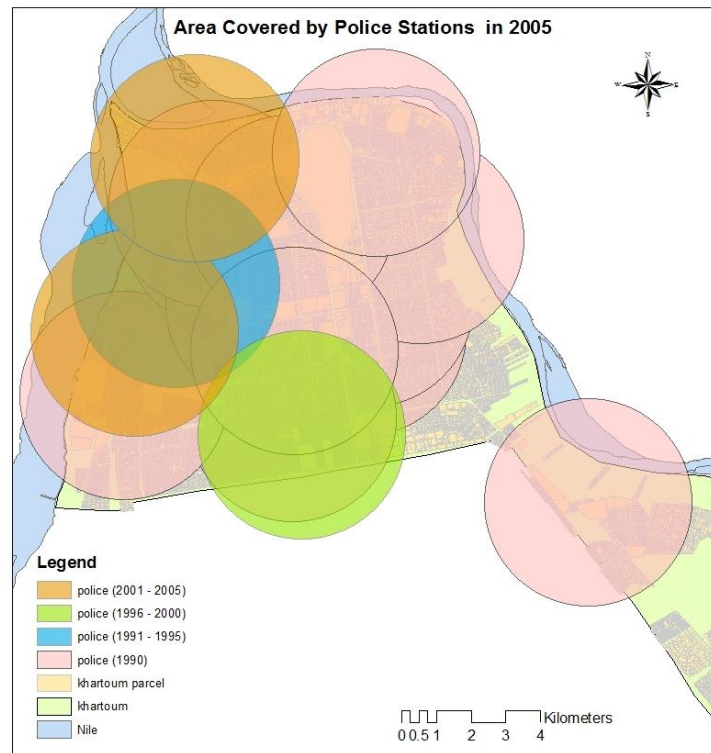 Area Covered by Police Stations in 2005
N
W E
S
Legend
police (2001 - 2005)
police (1996 - 2000)
police (1991 - 1995)
police (1990)
khartoum parcel
khartoum
Nile
Kilometers
0 0.5 1 2 3 4